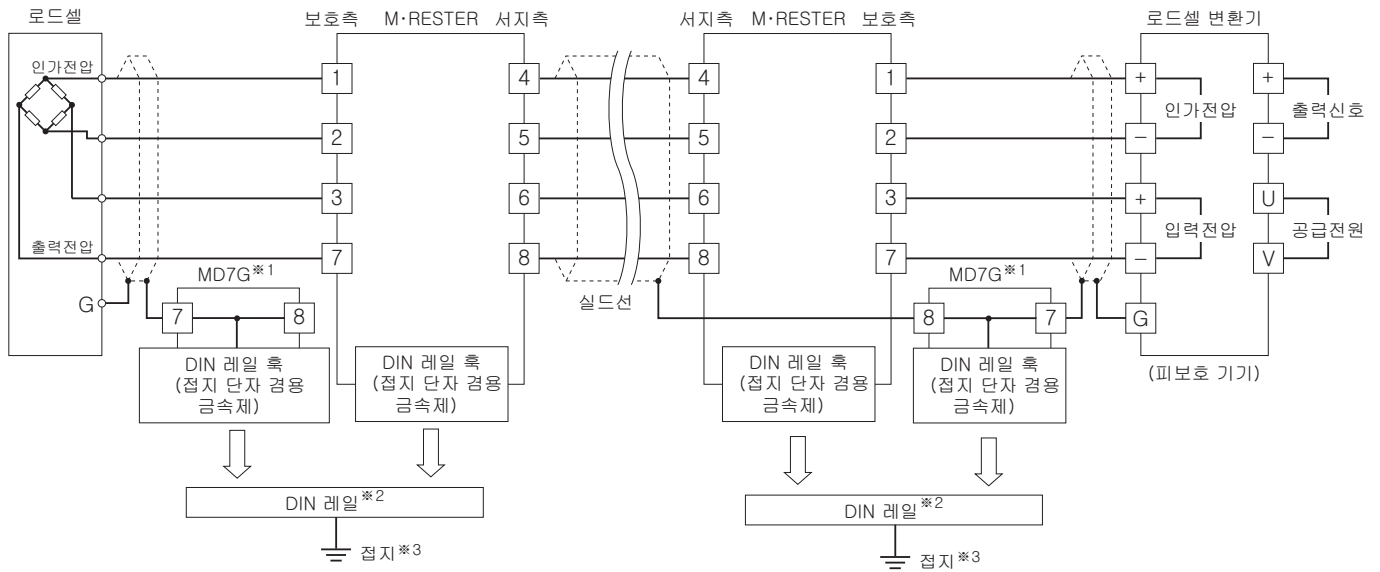 로드셀
보호측 M·RESTER 서지측
서지측 M·RESTER 보호측
로드셀 변환기
인가전압
1
4
4
1
+
+
인가전압
출력신호
2
5
5
2
−
−
3
6
6
3
+
U
입력전압
공급전원
출력전압
7
8
8
7
−
V
G
MD7G※1
실드선
MD7G※1
7
8
8
7
G
DIN 레일 훅
(접지 단자 겸용
금속제)
DIN 레일 훅
(접지 단자 겸용
금속제)
DIN 레일 훅
(접지 단자 겸용
금속제)
DIN 레일 훅
(접지 단자 겸용
금속제)
(피보호 기기)
DIN 레일※2
DIN 레일※2
접지※3
접지※3